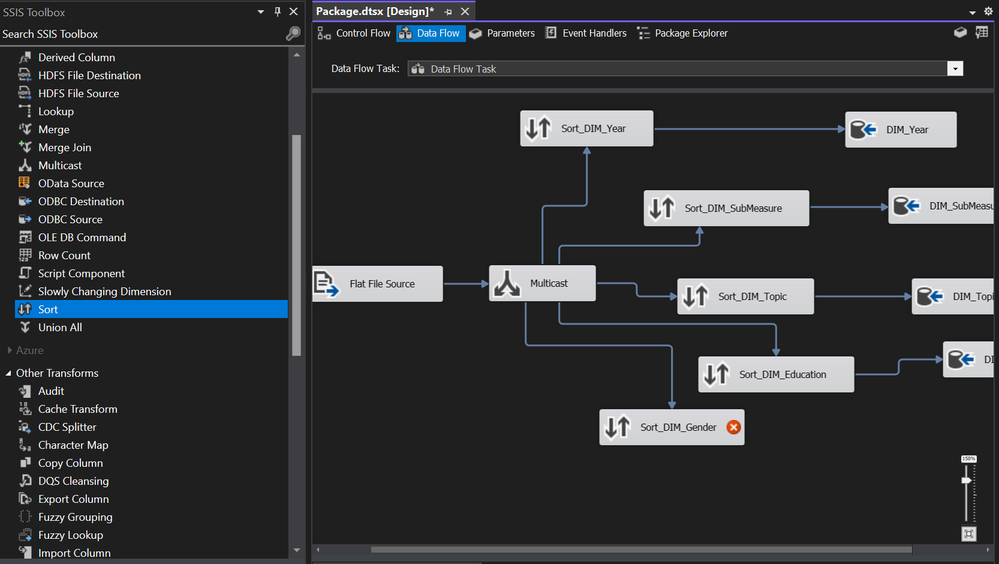 SSIS Toolbox
Search SSIS Toolbox
Derived Column
HDFS File Destination
HDFS File Source
Lookup
Merge
Merge Join
Multicast
OData Source
ODBC Destination
ODBC Source
OLE DB Command
Row Count
Script Component
Slowly Changing Dimension
Sort
Union All
Azure
Other Transforms
Audit
Cache Transform
CDC Splitter
Character Map
Copy Column
DQS Cleansing
Export Column
Fuzzy Grouping
Fuzzy Lookup
Import Column
Package.dtsx [Design]*
Control Flow
Data Flow
Parameters
Event Handlers
Package Explorer
Data Flow Task:
Data Flow Task
Sort_DIM_Year
DIM_Year
Sort_DIM_SubMeasure
DIM_SubMeasu
Flat File Source
Multicast
Sort_DIM_Topic
DIM_Topi
Sort_DIM_Education
DI
Sort_DIM_Gender
150%